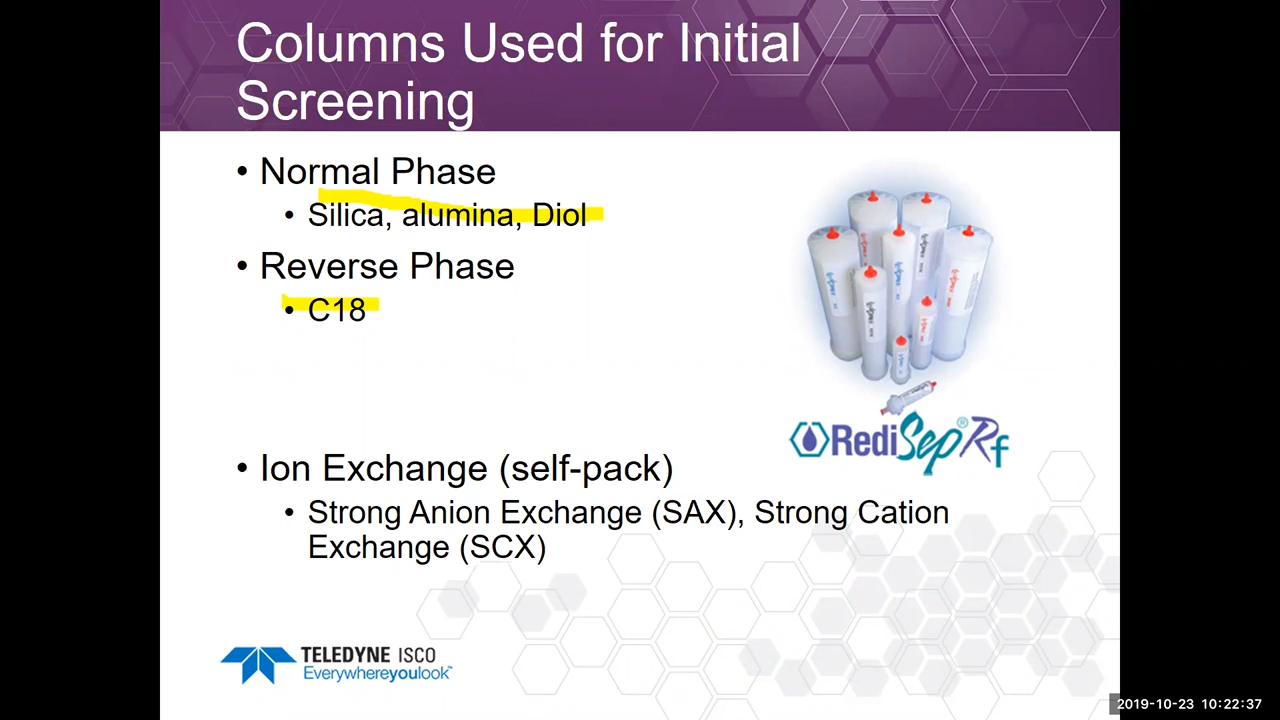 Columns Used for Initial
Screening
• Normal Phase
• Silica, alumina, Diol
• Reverse Phase
• C18
RediSep® Rf
• Ion Exchange (self-pack)
• Strong Anion Exchange (SAX), Strong Cation
Exchange (SCX)
TELEDYNE ISCO
Everywhereyoulook™
2019-10-23 10:22:37